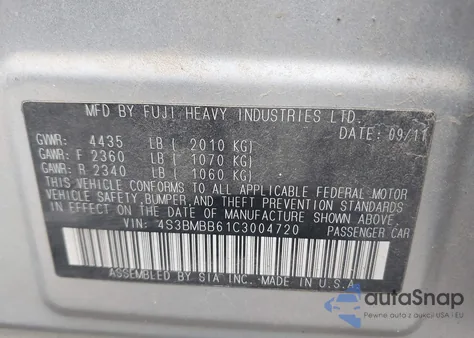 MFD BY FUJI HEAVY INDUSTRIES LTD.
DATE: 09/11
GVWR: 4435 LB ( 2010 KG)
GAWR: F 2360 LB ( 1070 KG)
GAWR: R 2340 LB ( 1060 KG)
THIS VEHICLE CONFORMS TO ALL APPLICABLE FEDERAL MOTOR
VEHICLE SAFETY, BUMPER, AND THEFT PREVENTION STANDARDS
IN EFFECT ON THE DATE OF MANUFACTURE SHOWN ABOVE.
VIN: 4S3BMBB61C3004720 PASSENGER CAR
ASSEMBLED BY SIA INC. MADE IN U.S.A.
autoSnap
Pewne auta z aukcji USA i EU